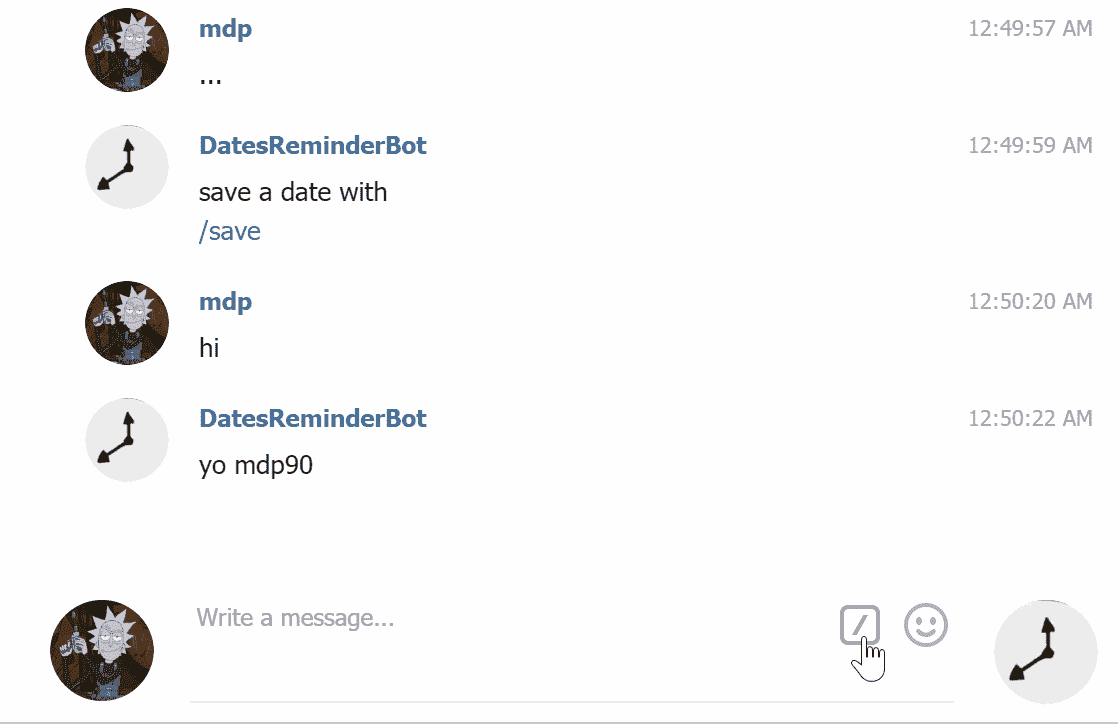 mdp 12:49:57 AM
...
DatesReminderBot 12:49:59 AM
save a date with
/save
mdp 12:50:20 AM
hi
DatesReminderBot 12:50:22 AM
yo mdp90
Write a message...
/